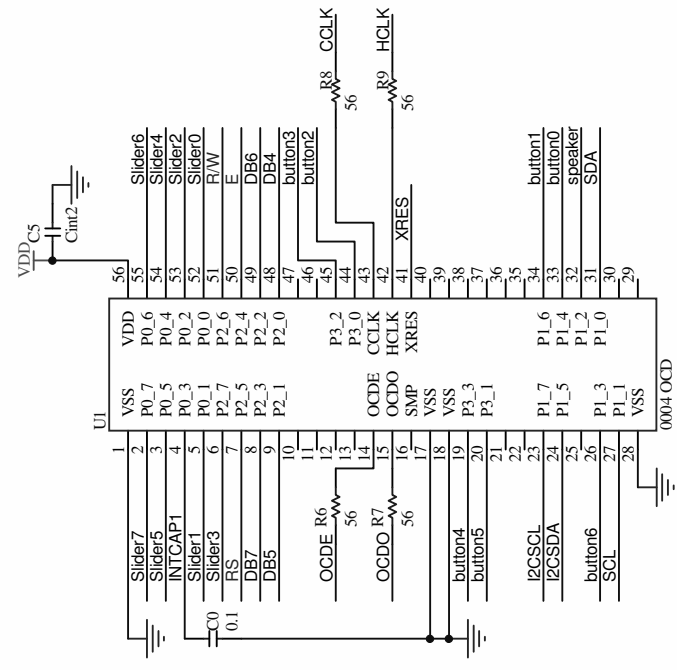 CCLK
HCLK
R8
56
R9
56
VDD
C5
Cint2
Slider6
Slider4
Slider2
Slider0
R/W
E
DB6
DB4
button3
button2
XRES
button1
button0
speaker
SDA
56
55
54
53
52
51
50
49
48
47
46
45
44
43
42
41
40
39
38
37
36
35
34
33
32
31
30
29
VDD
P0_6
P0_4
P0_2
P0_0
P2_6
P2_4
P2_2
P2_0
P3_2
P3_0
CCLK
HCLK
XRES
P1_6
P1_4
P1_2
P1_0
U1
0004 OCD
VSS
P0_7
P0_5
P0_3
P0_1
P2_7
P2_5
P2_3
P2_1
OCDE
OCDO
SMP
VSS
VSS
P3_3
P3_1
P1_7
P1_5
P1_3
P1_1
VSS
1
2
3
4
5
6
7
8
9
10
11
12
13
14
15
16
17
18
19
20
21
22
23
24
25
26
27
28
Slider7
Slider5
INTCAP1
Slider1
Slider3
RS
DB7
DB5
R6
56
R7
56
OCDE
OCDO
button4
button5
I2CSCL
I2CSDA
button6
SCL
C0
0.1